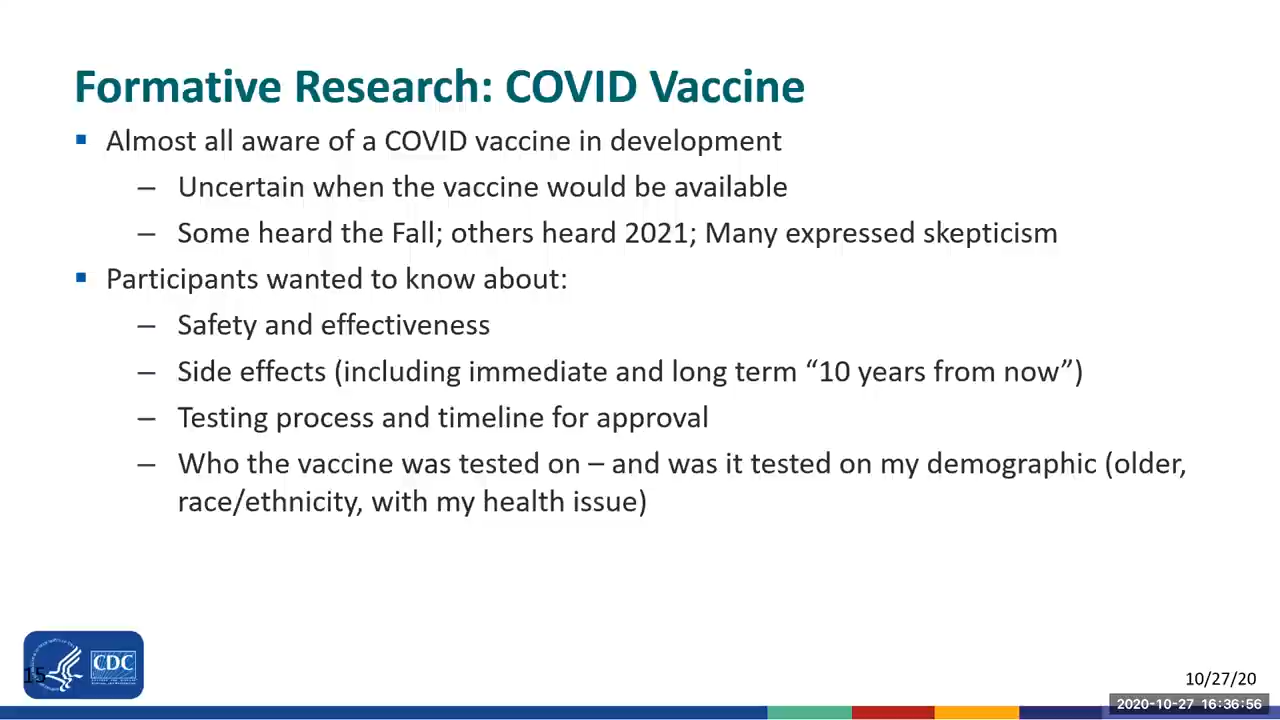 Formative Research: COVID Vaccine
▪ Almost all aware of a COVID vaccine in development
– Uncertain when the vaccine would be available
– Some heard the Fall; others heard 2021; Many expressed skepticism
▪ Participants wanted to know about:
– Safety and effectiveness
– Side effects (including immediate and long term “10 years from now”)
– Testing process and timeline for approval
– Who the vaccine was tested on – and was it tested on my demographic (older,
race/ethnicity, with my health issue)
15
CDC
10/27/20
2020-10-27 16:36:56